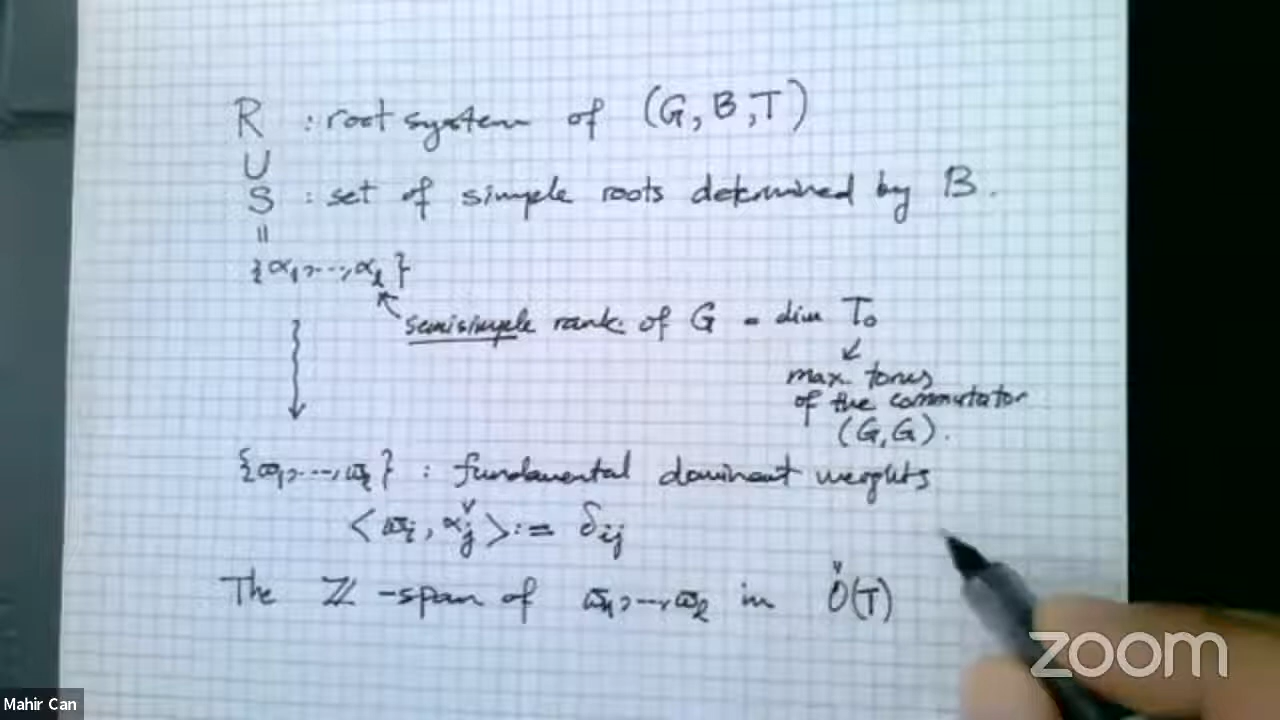 R : root system of (G, B, T)
∪
S : set of simple roots determined by B.
||
{α₁, ..., αₗ}
semisimple rank of G = dim T₀
max. torus
of the commutator
(G, G).
{ϖ₁, ..., ϖₗ} : fundamental dominant weights
⟨ϖᵢ, αⱼ^∨⟩ := δᵢⱼ
The ℤ-span of ϖ₁, ..., ϖₗ in (T)
zoom
Mahir Can